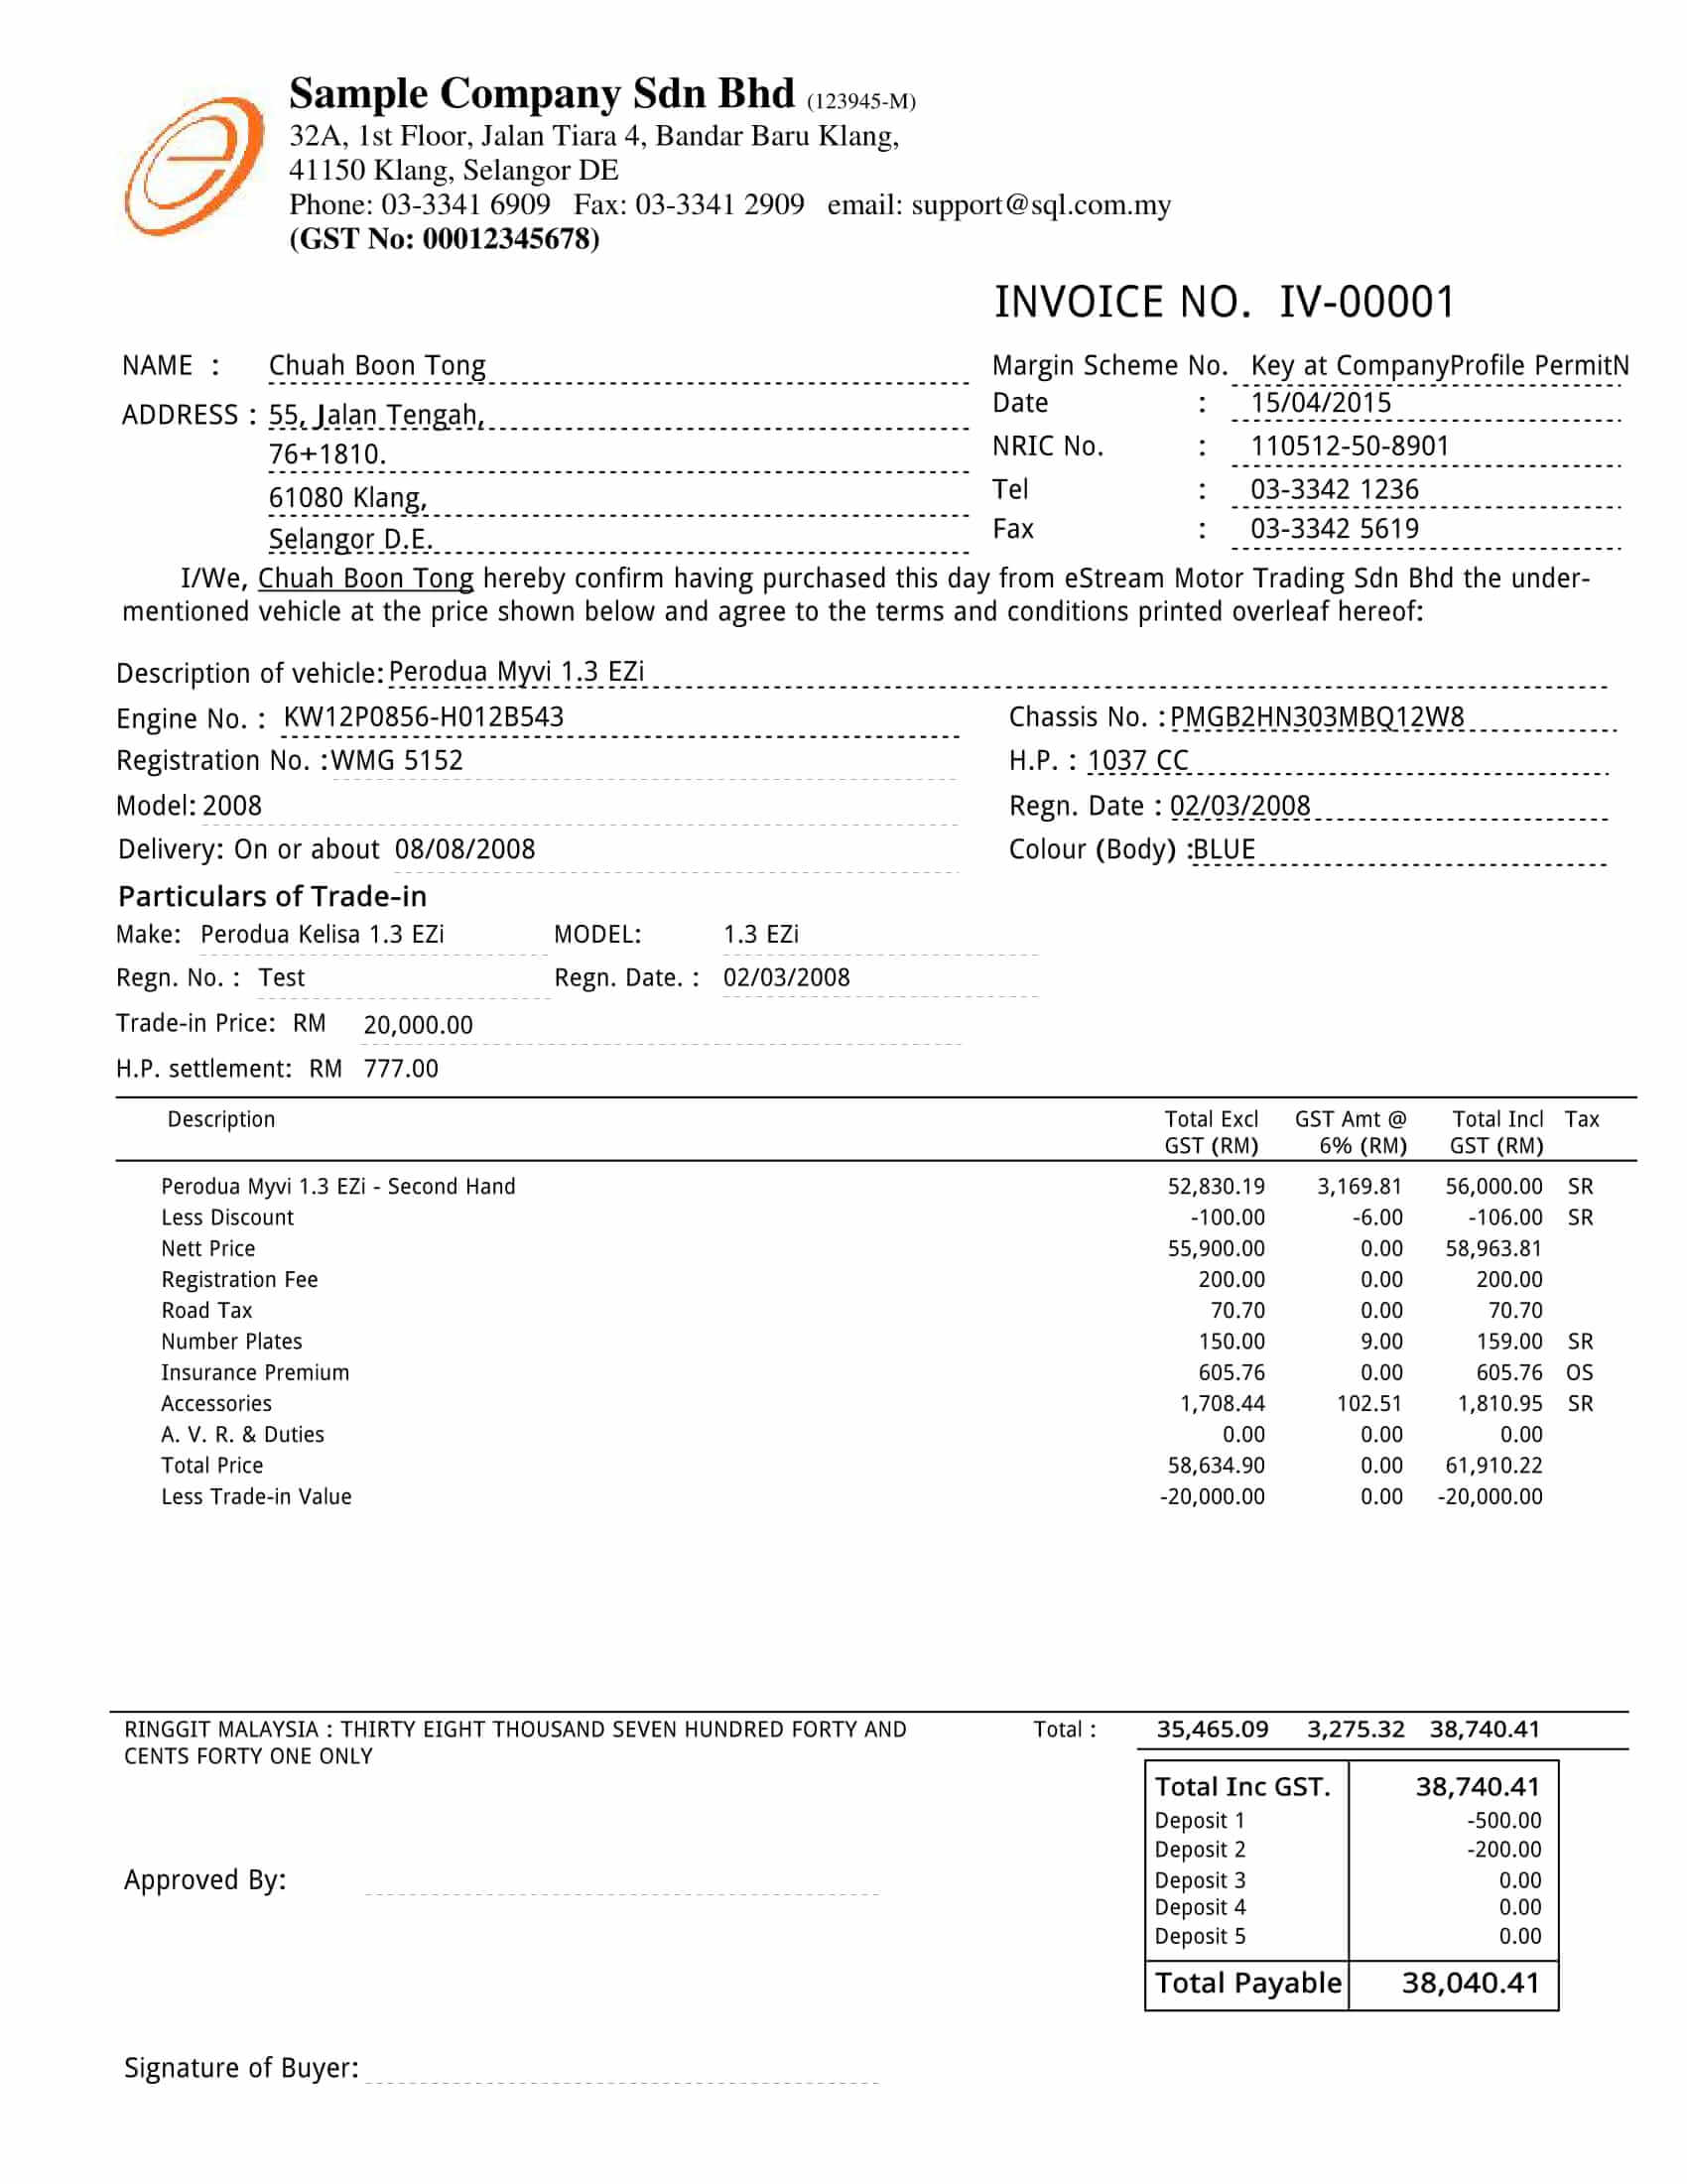 Sample Company Sdn Bhd (123945-M)
32A, 1st Floor, Jalan Tiara 4, Bandar Baru Klang,
41150 Klang, Selangor DE
Phone: 03-3341 6909 Fax: 03-3341 2909 email: support@sql.com.my
(GST No: 00012345678)
INVOICE NO. IV-00001
NAME : Chuah Boon Tong
ADDRESS : 55, Jalan Tengah,
76+1810.
61080 Klang,
Selangor D.E.
Margin Scheme No. Key at CompanyProfile PermitN
Date : 15/04/2015
NRIC No. : 110512-50-8901
Tel : 03-3342 1236
Fax : 03-3342 5619
I/We, Chuah Boon Tong hereby confirm having purchased this day from eStream Motor Trading Sdn Bhd the under-
mentioned vehicle at the price shown below and agree to the terms and conditions printed overleaf hereof:
Description of vehicle: Perodua Myvi 1.3 EZi
Engine No. : KW12P0856-H012B543 Chassis No. : PMGB2HN303MBQ12W8
Registration No. : WMG 5152 H.P. : 1037 CC
Model: 2008 Regn. Date : 02/03/2008
Delivery: On or about 08/08/2008 Colour (Body) :BLUE
Particulars of Trade-in
Make: Perodua Kelisa 1.3 EZi MODEL: 1.3 EZi
Regn. No. : Test Regn. Date. : 02/03/2008
Trade-in Price: RM 20,000.00
H.P. settlement: RM 777.00
Description Total Excl GST Amt @ Total Incl Tax
GST (RM) 6% (RM) GST (RM)
Perodua Myvi 1.3 EZi - Second Hand 52,830.19 3,169.81 56,000.00 SR
Less Discount -100.00 -6.00 -106.00 SR
Nett Price 55,900.00 0.00 58,963.81
Registration Fee 200.00 0.00 200.00
Road Tax 70.70 0.00 70.70
Number Plates 150.00 9.00 159.00 SR
Insurance Premium 605.76 0.00 605.76 OS
Accessories 1,708.44 102.51 1,810.95 SR
A. V. R. & Duties 0.00 0.00 0.00
Total Price 58,634.90 0.00 61,910.22
Less Trade-in Value -20,000.00 0.00 -20,000.00
RINGGIT MALAYSIA : THIRTY EIGHT THOUSAND SEVEN HUNDRED FORTY AND
CENTS FORTY ONE ONLY
Total : 35,465.09 3,275.32 38,740.41
Total Inc GST. 38,740.41
Deposit 1 -500.00
Deposit 2 -200.00
Deposit 3 0.00
Deposit 4 0.00
Deposit 5 0.00
Total Payable 38,040.41
Approved By:
Signature of Buyer: